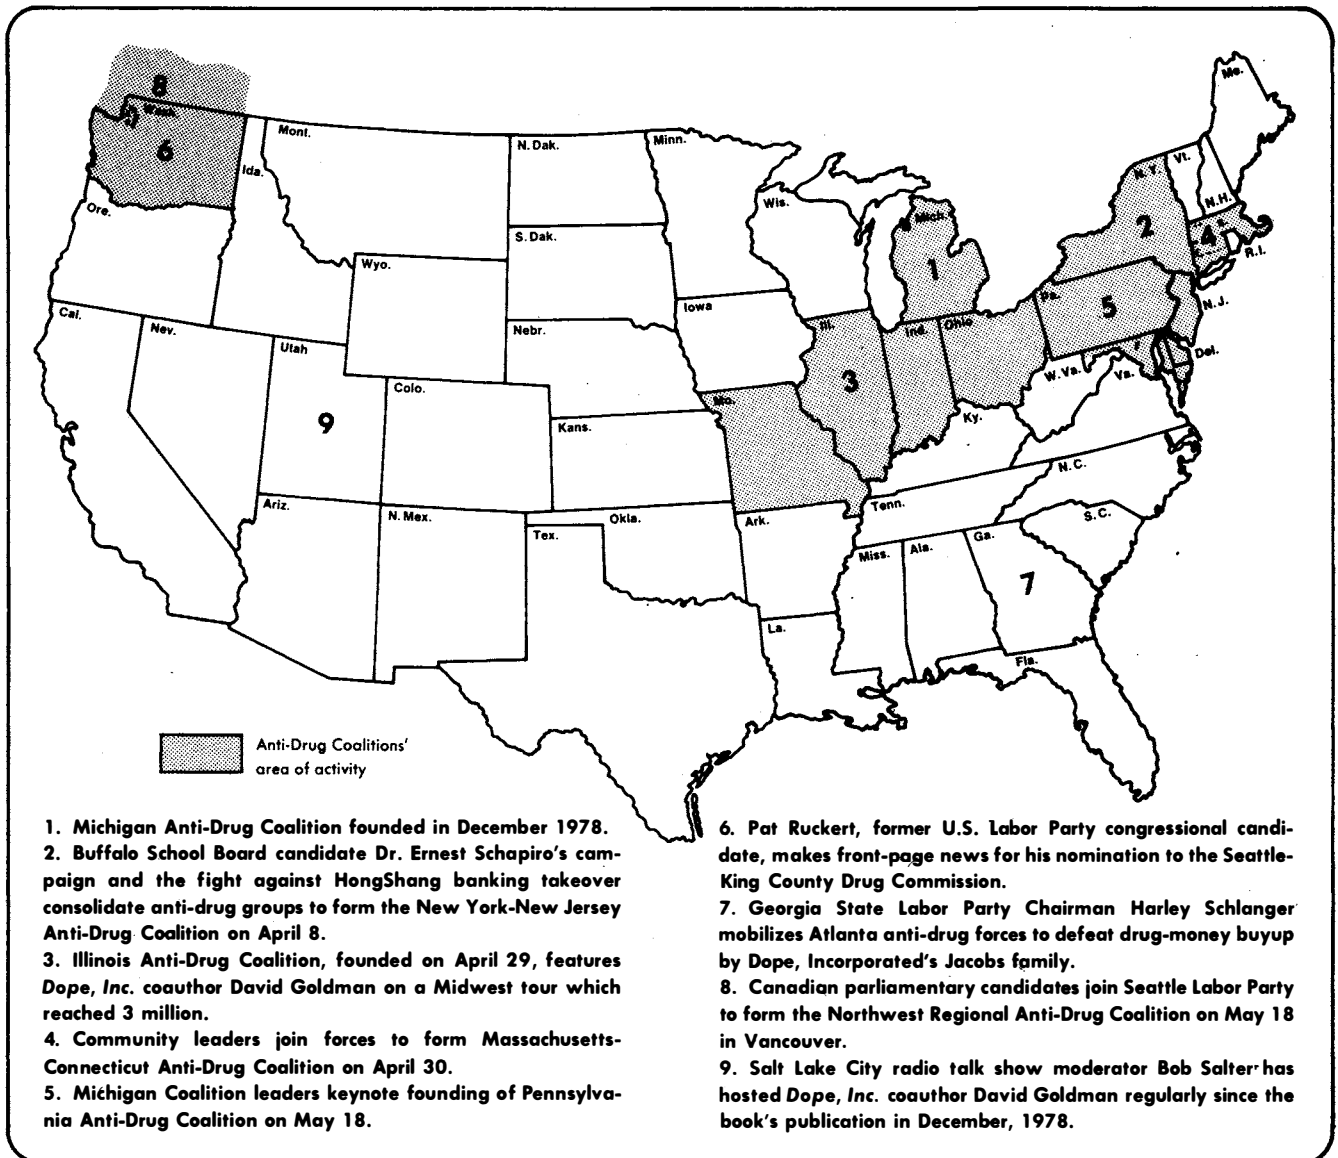 8
Wash.
6
Ida.
Mont.
N. Dak.
Minn.
Me.
Vt.
N.Y.
N.H.
Ore.
Wis.
Mich.
2
4
R.I.
S. Dak.
Wyo.
1
Iowa
Pa.
5
N.J.
Cal.
Nev.
Nebr.
Ill.
Ind.
Ohio
Utah
Del.
W. Va.
Va.
3
Colo.
Mo.
9
Kans.
Ky.
N.C.
Ariz.
N. Mex.
Okla.
Tex.
Ark.
Tenn.
S.C.
Miss.
Ala.
Ga.
7
La.
Fla.
Anti-Drug Coalitions'
area of activity
1. Michigan Anti-Drug Coalition founded in December 1978.
2. Buffalo School Board candidate Dr. Ernest Schapiro's cam-
paign and the fight against HongShang banking takeover
consolidate anti-drug groups to form the New York-New Jersey
Anti-Drug Coalition on April 8.
3. Illinois Anti-Drug Coalition, founded on April 29, features
Dope, Inc. coauthor David Goldman on a Midwest tour which
reached 3 million.
4. Community leaders join forces to form Massachusetts-
Connecticut Anti-Drug Coalition on April 30.
5. Michigan Coalition leaders keynote founding of Pennsylva-
nia Anti-Drug Coalition on May 18.
6. Pat Ruckert, former U.S. Labor Party congressional candi-
date, makes front-page news for his nomination to the Seattle-
King County Drug Commission.
7. Georgia State Labor Party Chairman Harley Schlanger
mobilizes Atlanta anti-drug forces to defeat drug-money buyup
by Dope, Incorporated's Jacobs family.
8. Canadian parliamentary candidates join Seattle Labor Party
to form the Northwest Regional Anti-Drug Coalition on May 18
in Vancouver.
9. Salt Lake City radio talk show moderator Bob Salter has
hosted Dope, Inc. coauthor David Goldman regularly since the
book's publication in December, 1978.